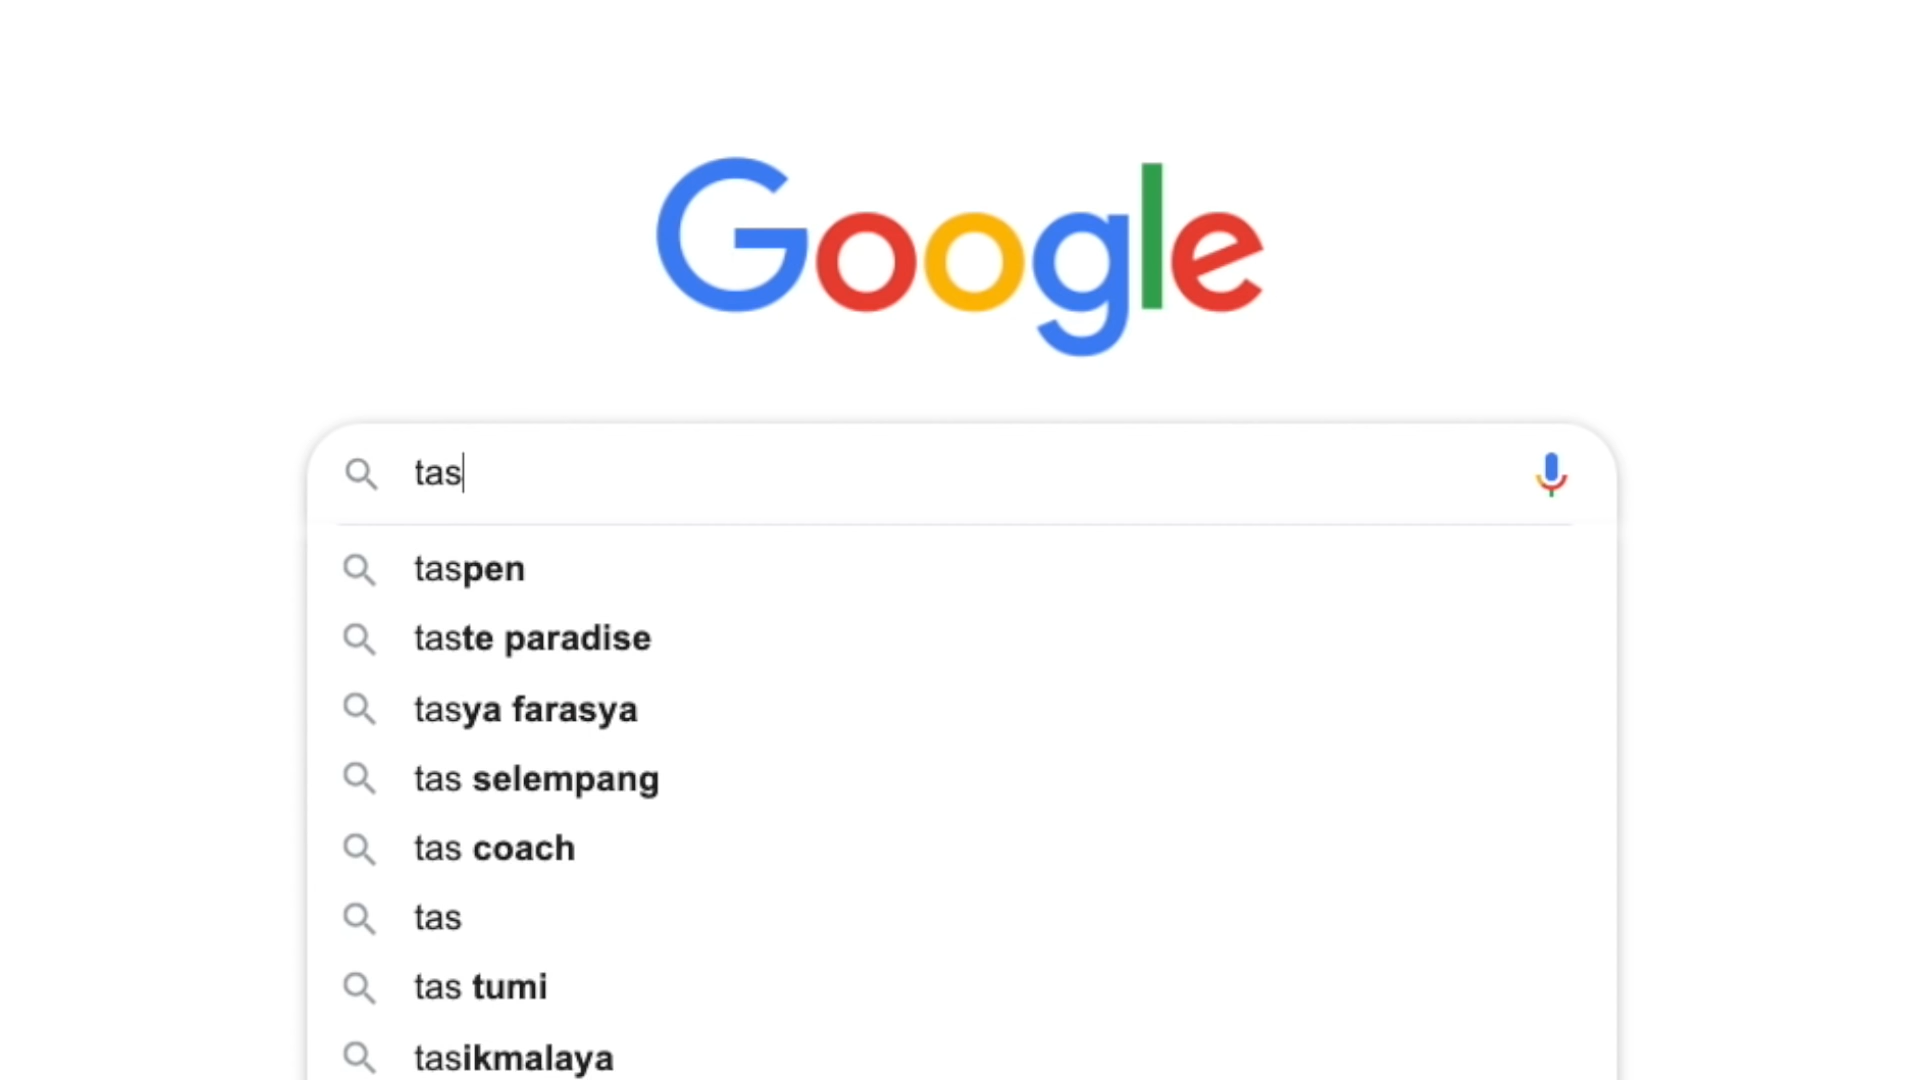 Google
tas
taspen
taste paradise
tasya farasya
tas selempang
tas coach
tas
tas tumi
tasikmalaya